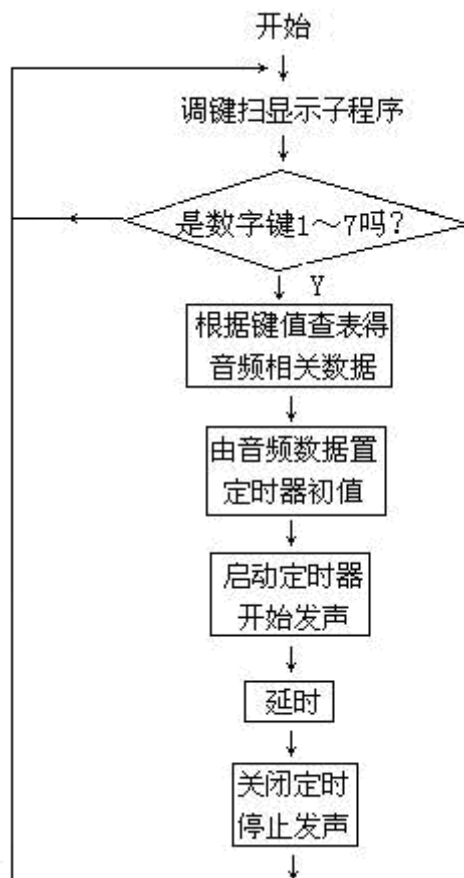 开始
调键扫显示子程序
是数字键1～7吗?
Y
根据键值查表得
音频相关数据
由音频数据置
定时器初值
启动定时器
开始发声
延时
关闭定时
停止发声